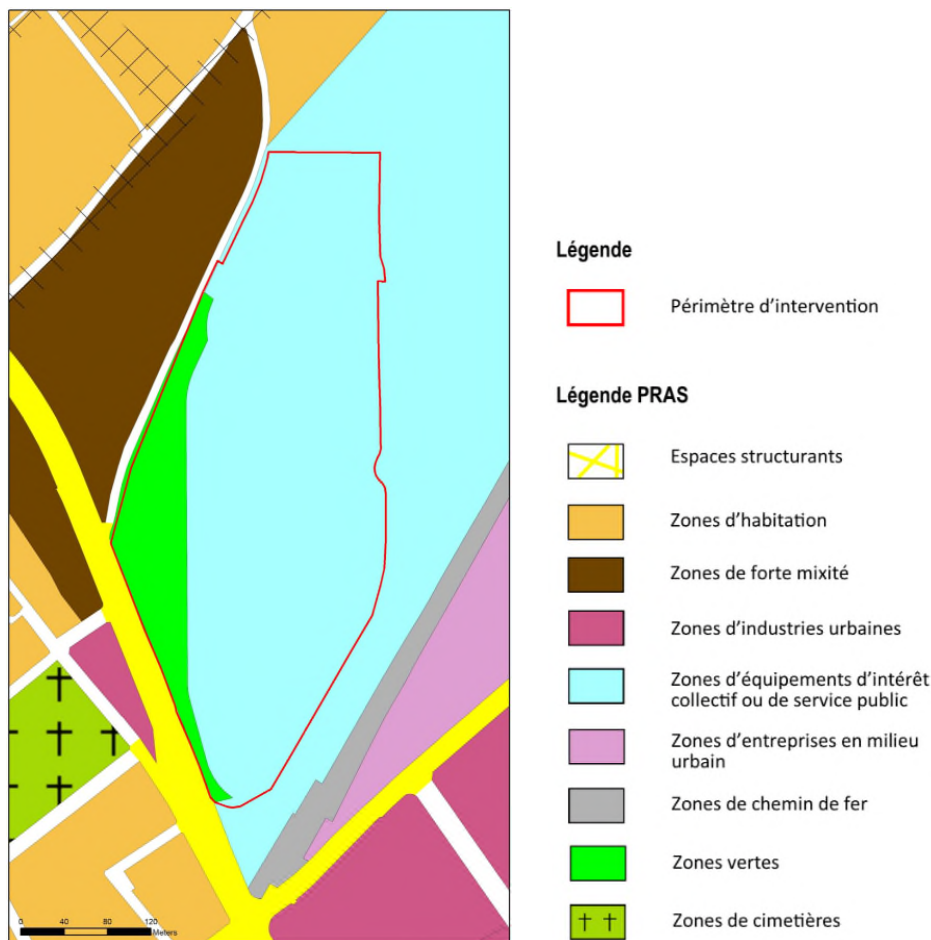 Légende
Périmètre d'intervention
Légende PRAS
Espaces structurants
Zones d'habitation
Zones de forte mixité
Zones d'industries urbaines
Zones d'équipements d'intérêt
collectif ou de service public
Zones d'entreprises en milieu
urbain
Zones de chemin de fer
Zones vertes
Zones de cimetières
0 40 80 120
Meters